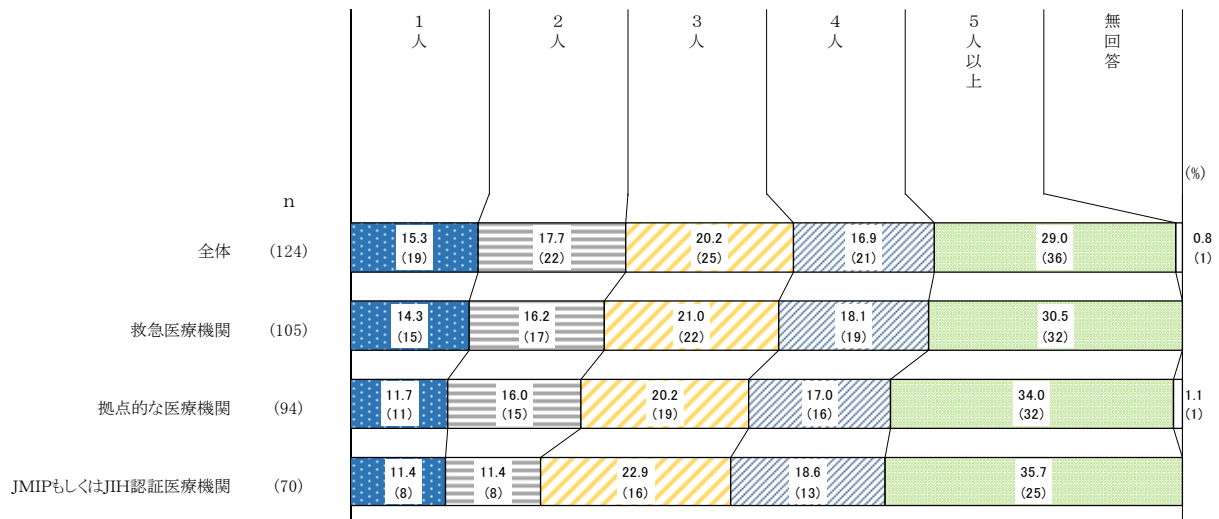 1人
2人
3人
4人
5人以上
無回答
(%)
n
全体 (124) 15.3 (19) 17.7 (22) 20.2 (25) 16.9 (21) 29.0 (36) 0.8 (1)
救急医療機関 (105) 14.3 (15) 16.2 (17) 21.0 (22) 18.1 (19) 30.5 (32)
拠点的な医療機関 (94) 11.7 (11) 16.0 (15) 20.2 (19) 17.0 (16) 34.0 (32) 1.1 (1)
JMIPもしくはJIH認証医療機関 (70) 11.4 (8) 11.4 (8) 22.9 (16) 18.6 (13) 35.7 (25)